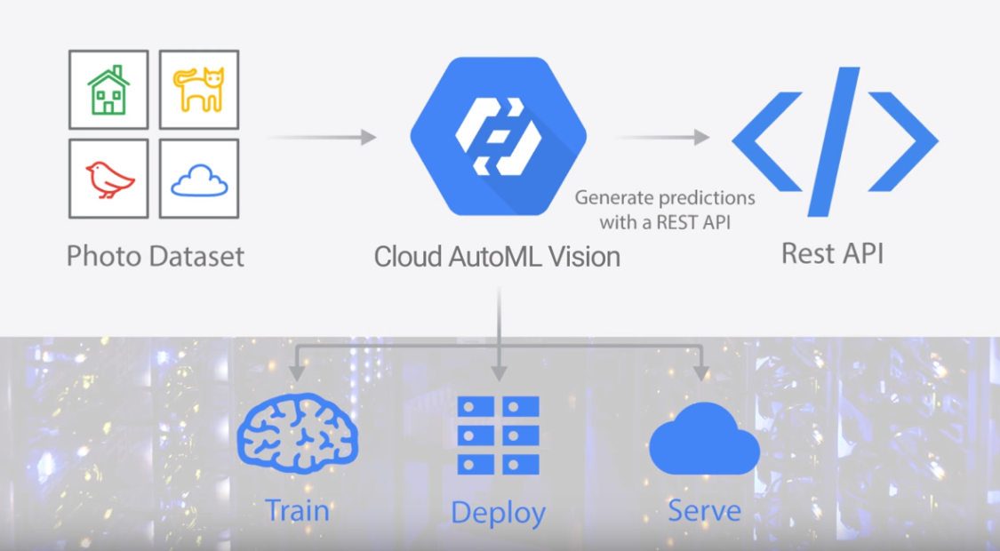 Photo Dataset
Cloud AutoML Vision
Generate predictions
with a REST API
Rest API
Train
Deploy
Serve